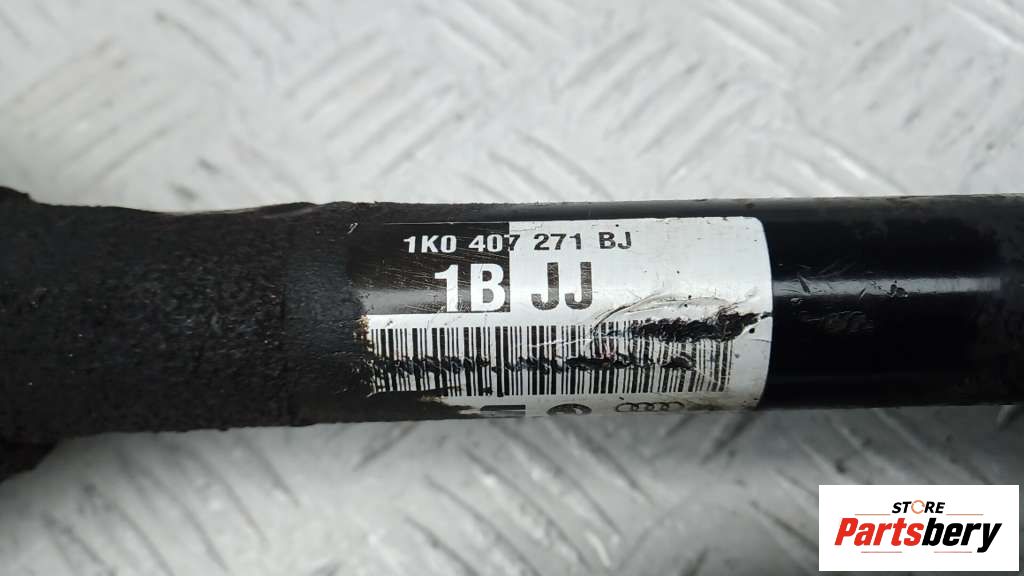 1K0 407 271 BJ
1B JJ
STORE
Partsbery